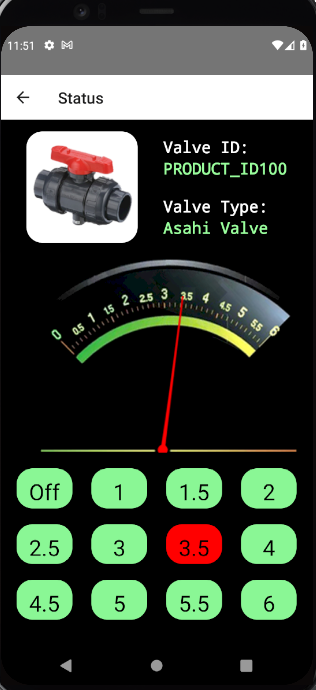 11:51
Status
Valve ID:
PRODUCT_ID100
Valve Type:
Asahi Valve
0 0.5 1 1.5 2 2.5 3 3.5 4 4.5 5 5.5 6
Off 1 1.5 2
2.5 3 3.5 4
4.5 5 5.5 6